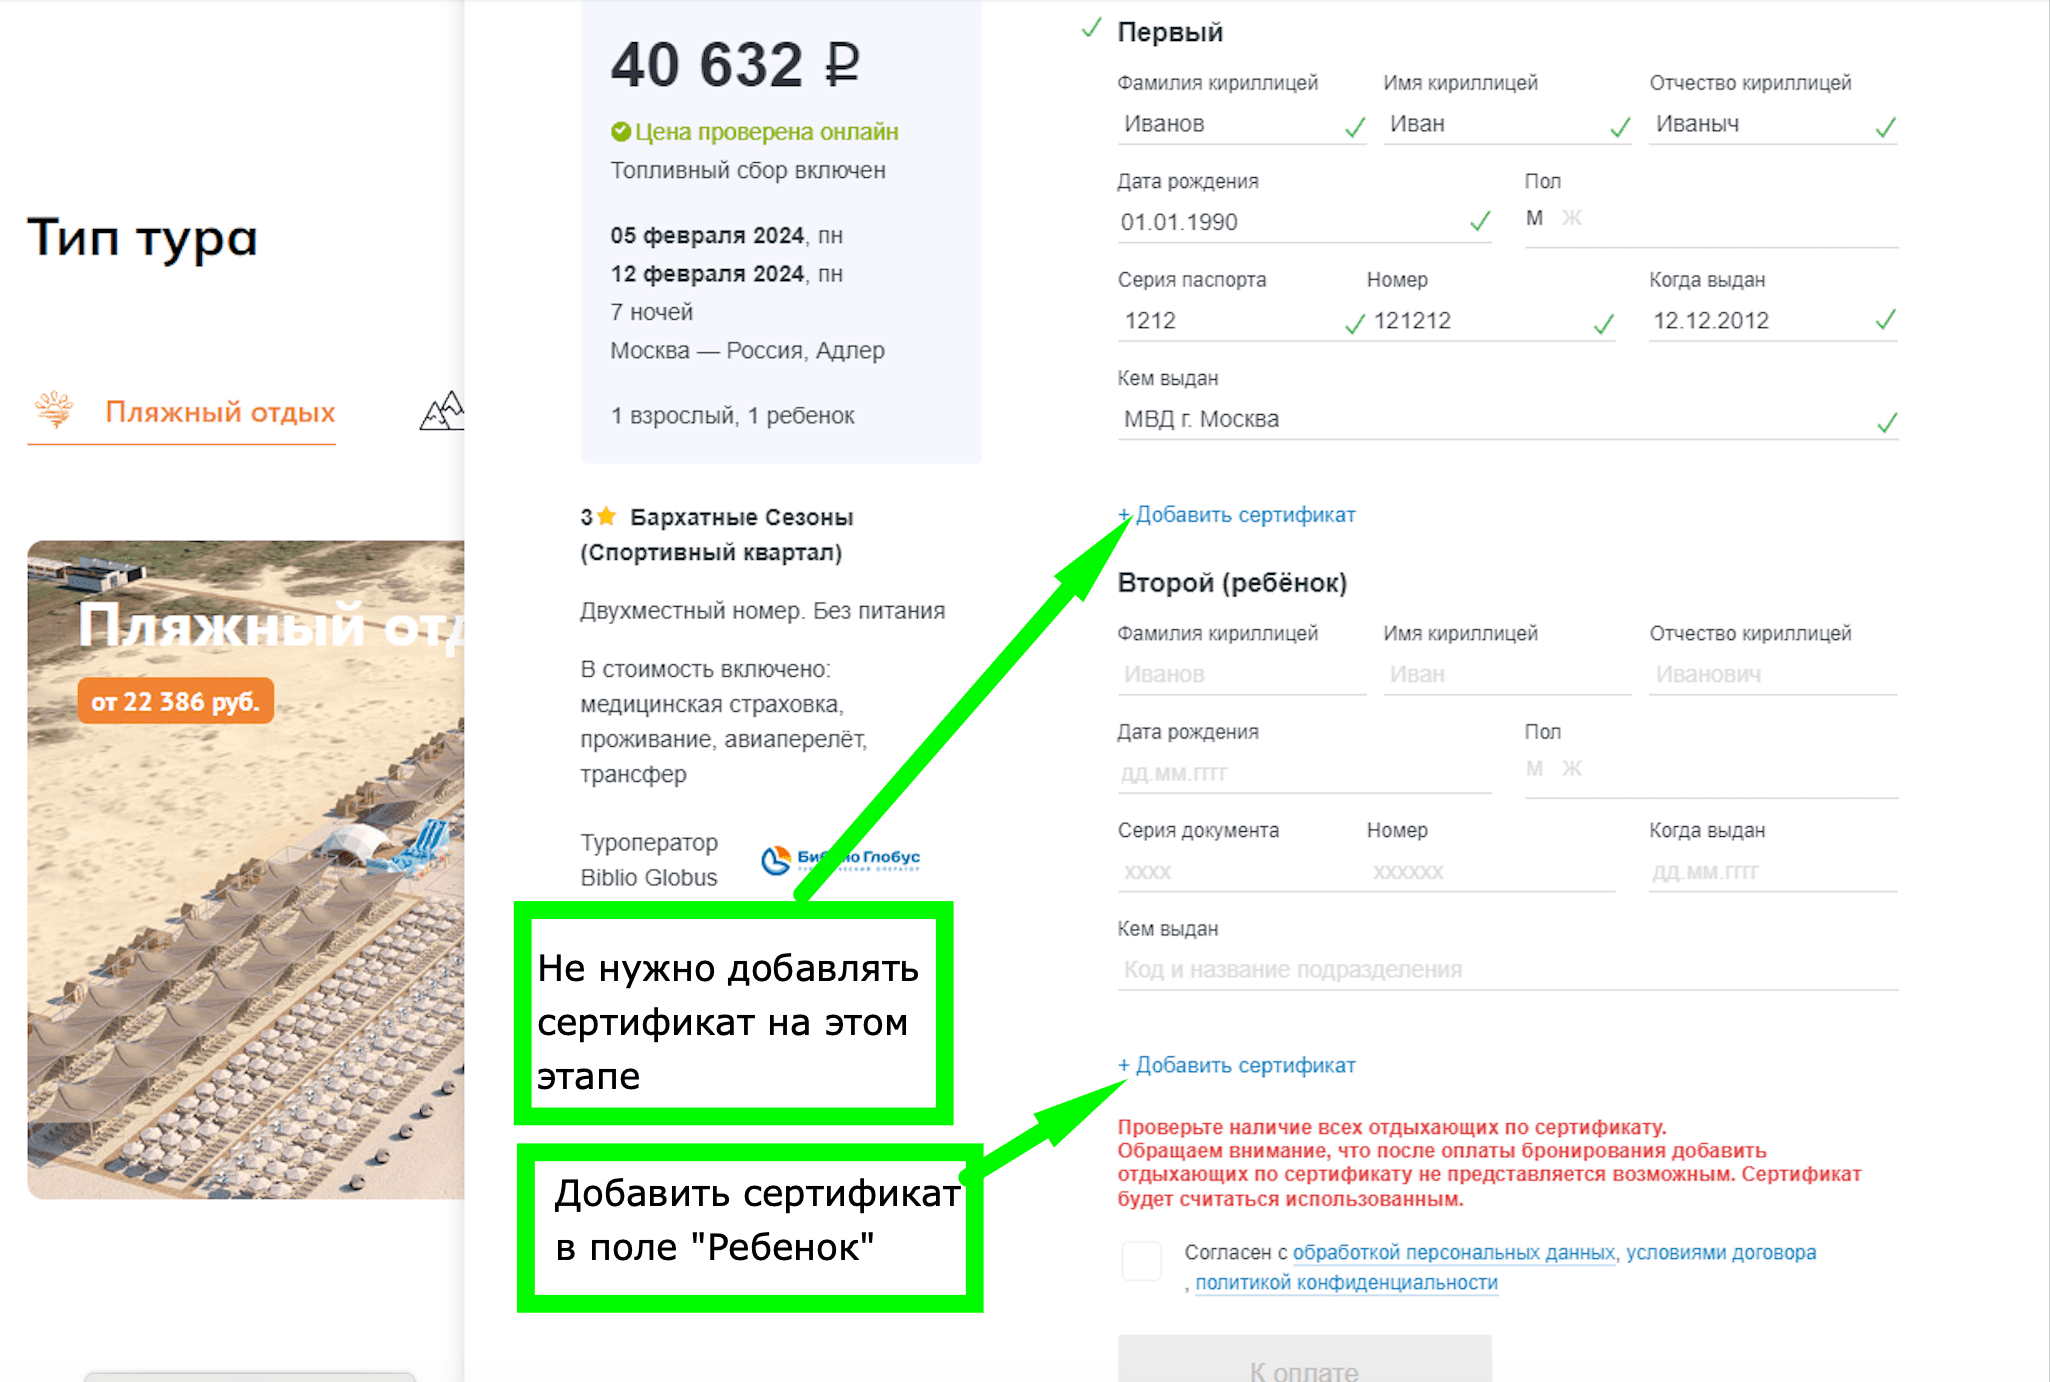 Тип тура
Пляжный отдых
Пляжный отд
от 22 386 руб.
40 632 ₽
Цена проверена онлайн
Топливный сбор включен
05 февраля 2024, пн
12 февраля 2024, пн
7 ночей
Москва — Россия, Адлер
1 взрослый, 1 ребенок
3 Бархатные Сезоны
(Спортивный квартал)
Двухместный номер. Без питания
В стоимость включено:
медицинская страховка,
проживание, авиаперелёт,
трансфер
Туроператор
Biblio Globus
Глобус
ОПЕРАТОР
Не нужно добавлять
сертификат на этом
этапе
Добавить сертификат
в поле "Ребенок"
Первый
Фамилия кириллицей Имя кириллицей Отчество кириллицей
Иванов Иван Иваныч
Дата рождения Пол
01.01.1990 М Ж
Серия паспорта Номер Когда выдан
1212 121212 12.12.2012
Кем выдан
МВД г. Москва
+ Добавить сертификат
Второй (ребёнок)
Фамилия кириллицей Имя кириллицей Отчество кириллицей
Иванов Иван Иванович
Дата рождения Пол
дд.мм.гггг М Ж
Серия документа Номер Когда выдан
xxxx xxxxxx дд.мм.гггг
Кем выдан
Код и название подразделения
+ Добавить сертификат
Проверьте наличие всех отдыхающих по сертификату.
Обращаем внимание, что после оплаты бронирования добавить
отдыхающих по сертификату не представляется возможным. Сертификат
будет считаться использованным.
Согласен с обработкой персональных данных, условиями договора
, политикой конфиденциальности
К оплате